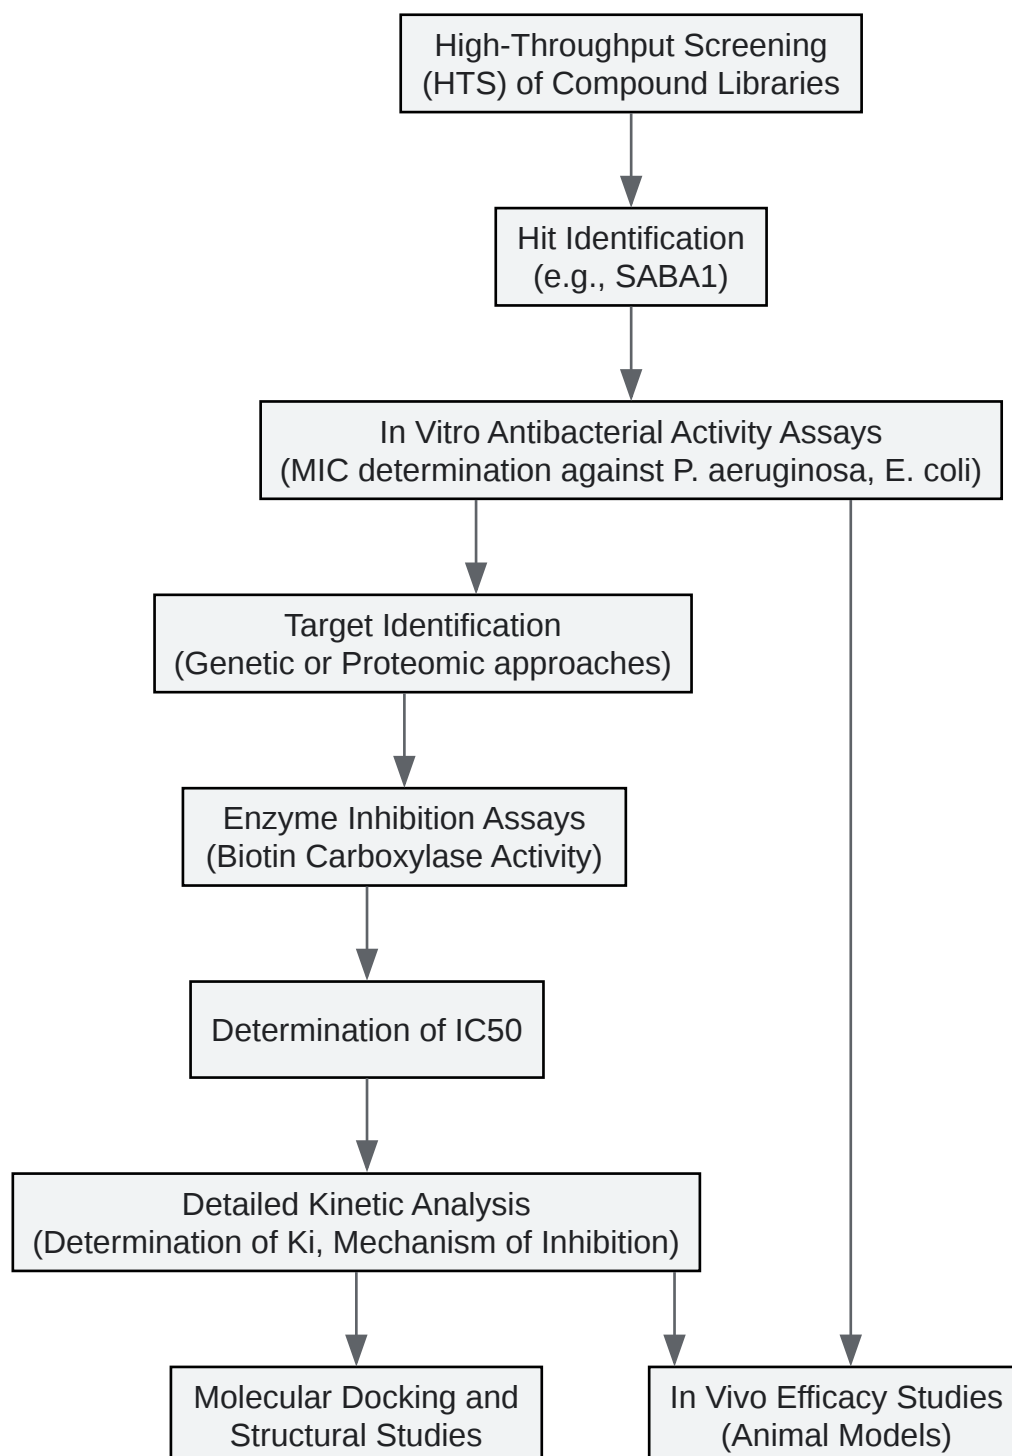 High-Throughput Screening
(HTS) of Compound Libraries
Hit Identification
(e.g., SABA1)
In Vitro Antibacterial Activity Assays
(MIC determination against P. aeruginosa, E. coli)
Target Identification
(Genetic or Proteomic approaches)
Enzyme Inhibition Assays
(Biotin Carboxylase Activity)
Determination of IC50
Detailed Kinetic Analysis
(Determination of Ki, Mechanism of Inhibition)
Molecular Docking and
Structural Studies
In Vivo Efficacy Studies
(Animal Models)